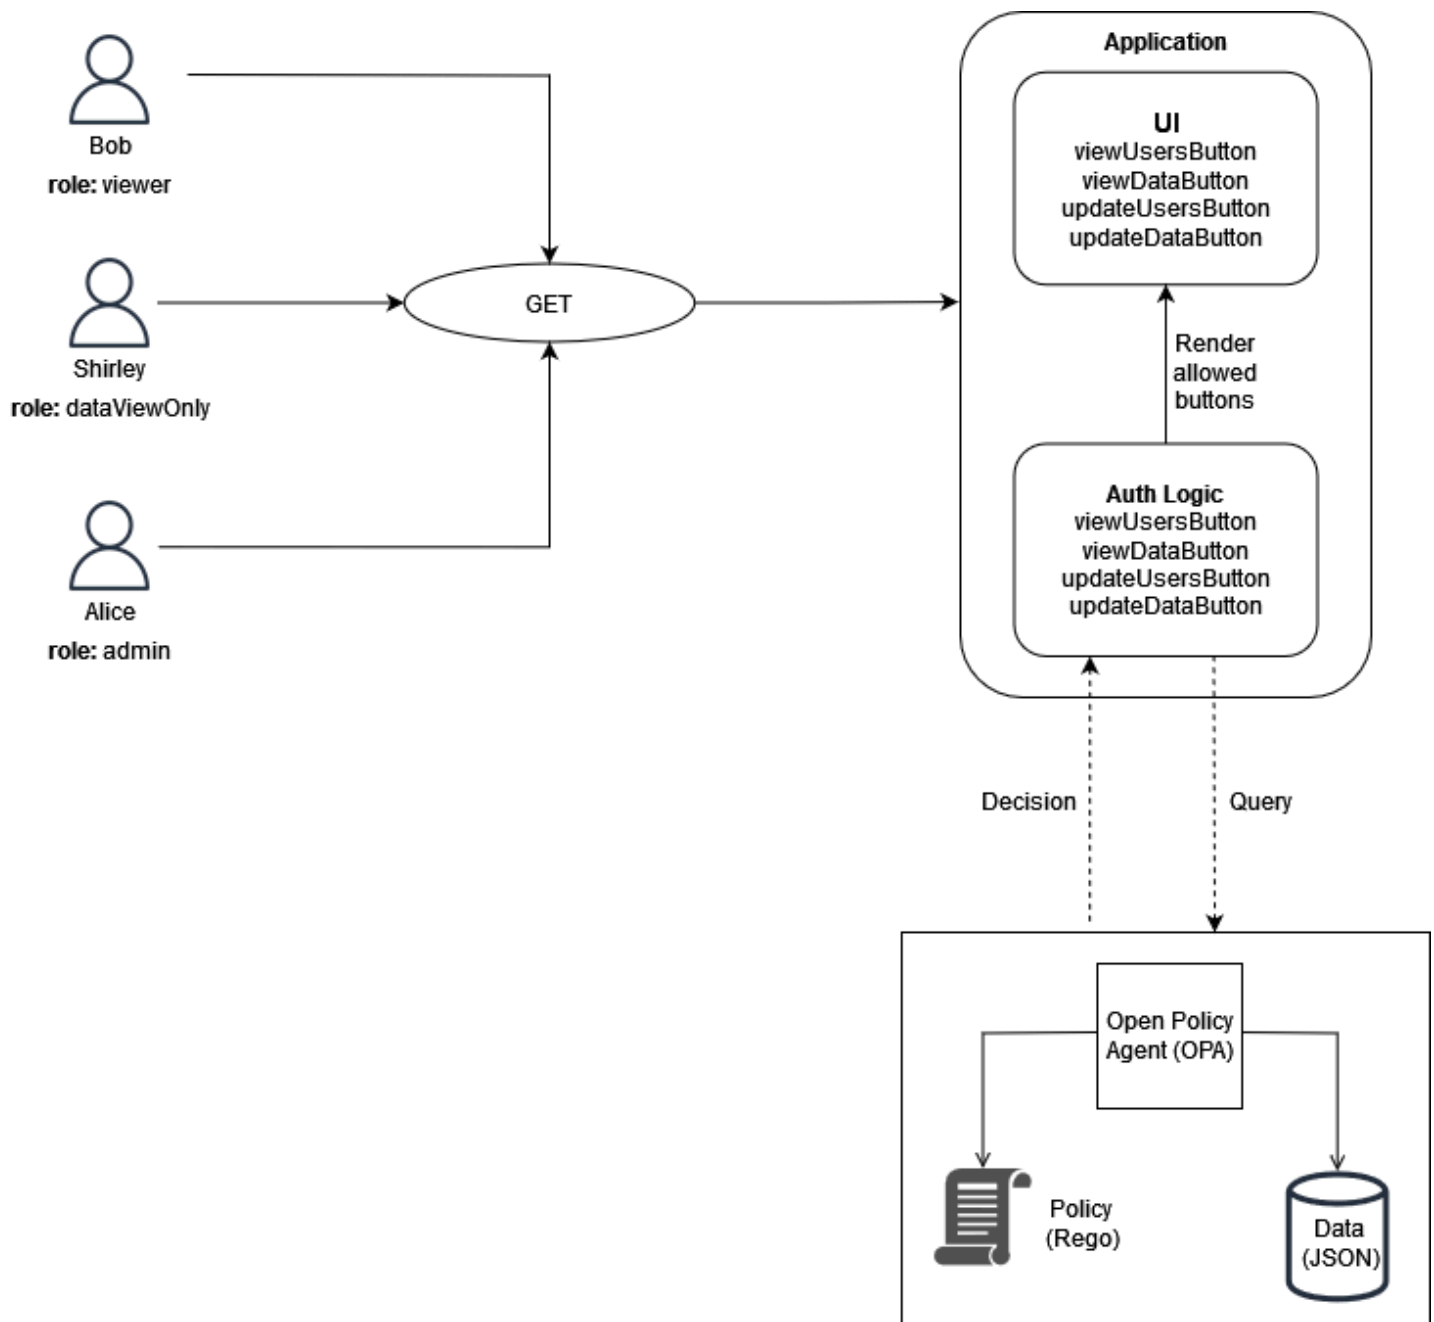 Bob
role: viewer
Shirley
role: dataViewOnly
Alice
role: admin
GET
Application
UI
viewUsersButton
viewDataButton
updateUsersButton
updateDataButton
Render
allowed
buttons
Auth Logic
viewUsersButton
viewDataButton
updateUsersButton
updateDataButton
Decision
Query
Open Policy
Agent (OPA)
Policy
(Rego)
Data
(JSON)